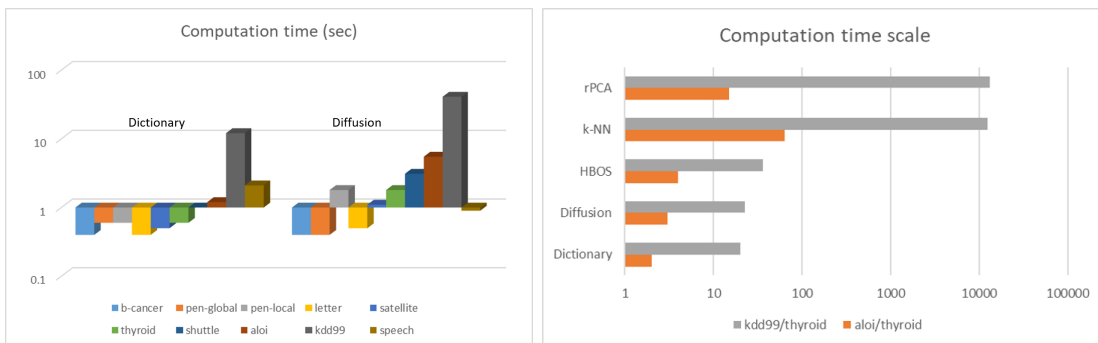 Computation time (sec)
100
10
1
0.1
Dictionary
Diffusion
b-cancer pen-global pen-local letter satellite
thyroid shuttle aloi kdd99 speech
Computation time scale
rPCA
k-NN
HBOS
Diffusion
Dictionary
1 10 100 1000 10000 100000
kdd99/thyroid aloi/thyroid